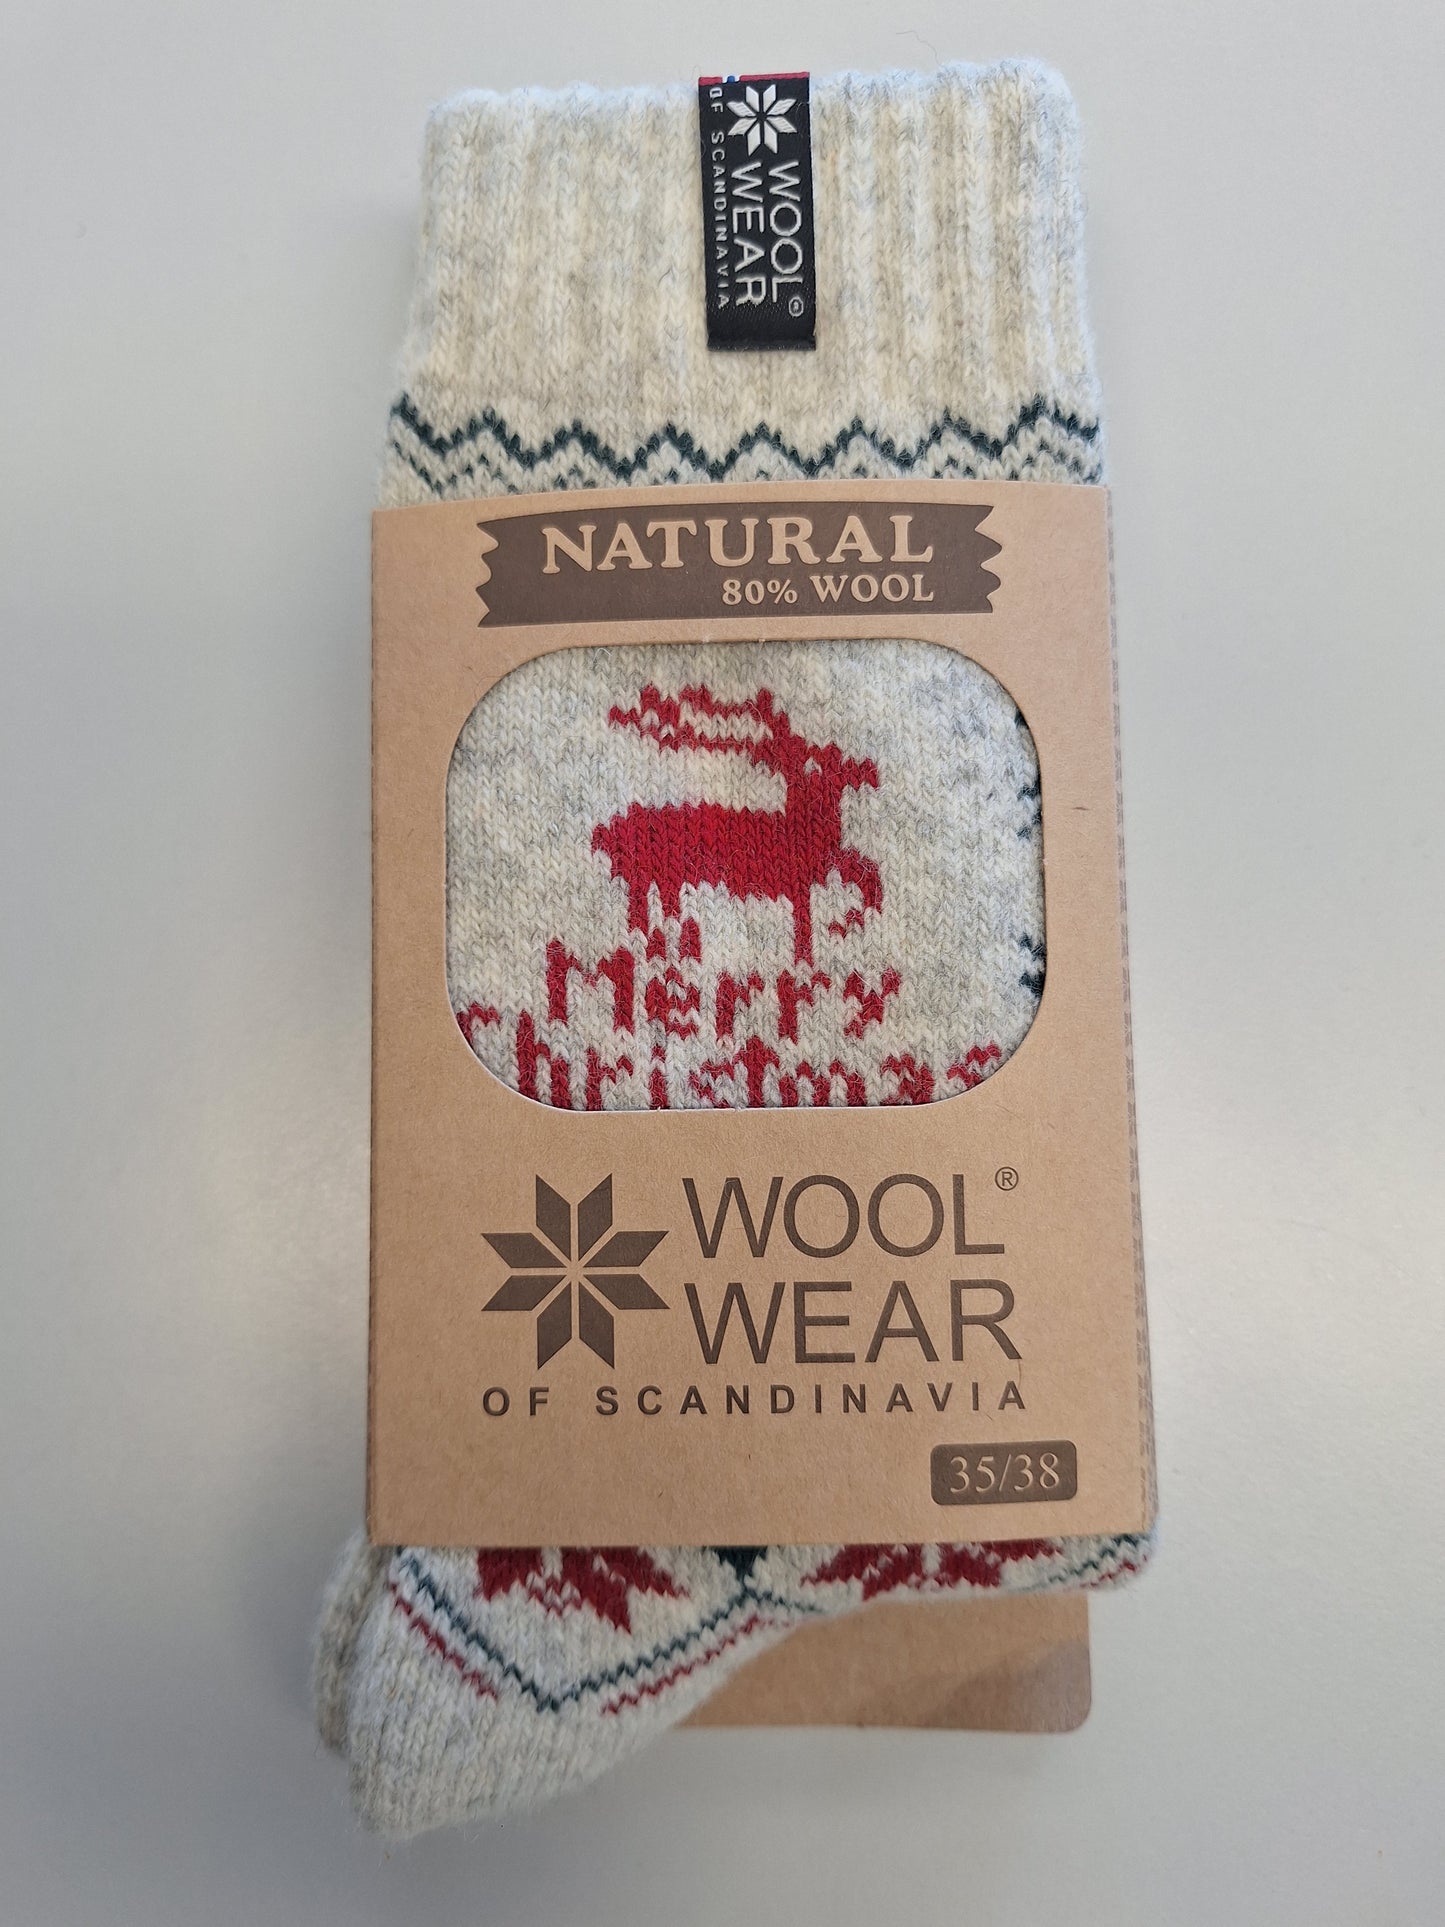 WOOL®
WEAR
OF SCANDINAVIA
NATURAL
80% WOOL
Merry
Christmas
WOOL®
WEAR
OF SCANDINAVIA
35/38